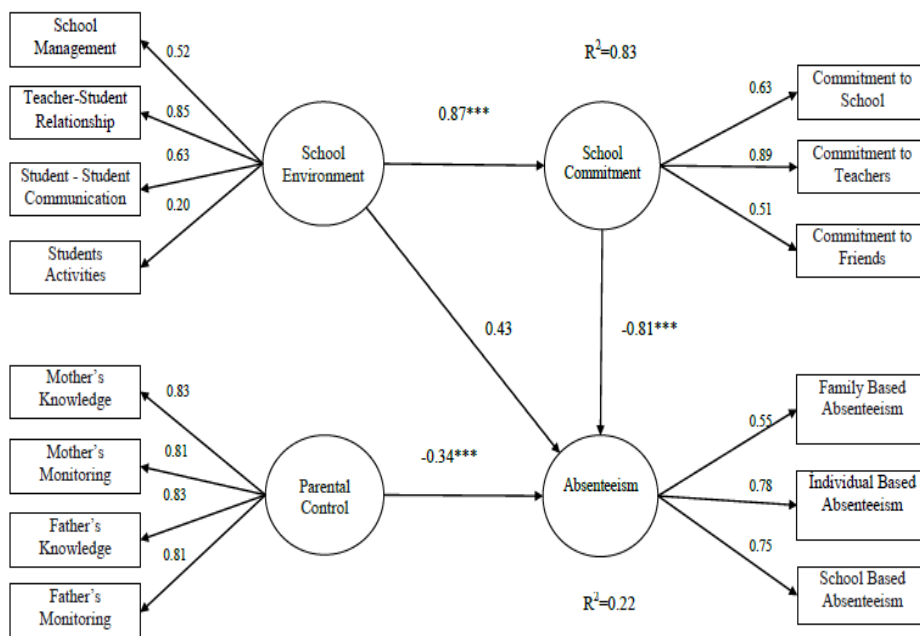 School
Management
0.52
Teacher-Student
Relationship
0.85
Student - Student
Communication
0.63
Students
Activities
0.20
School
Environment
0.87***
R²=0.83
School
Commitment
0.63
Commitment to
School
0.89
Commitment to
Teachers
0.51
Commitment to
Friends
0.43
-0.81***
Mother's
Knowledge
0.83
Mother's
Monitoring
0.81
Father's
Knowledge
0.83
Father's
Monitoring
0.81
Parental
Control
-0.34***
Absenteeism
R²=0.22
0.55
Family Based
Absenteeism
0.78
İndividual Based
Absenteeism
0.75
School Based
Absenteeism